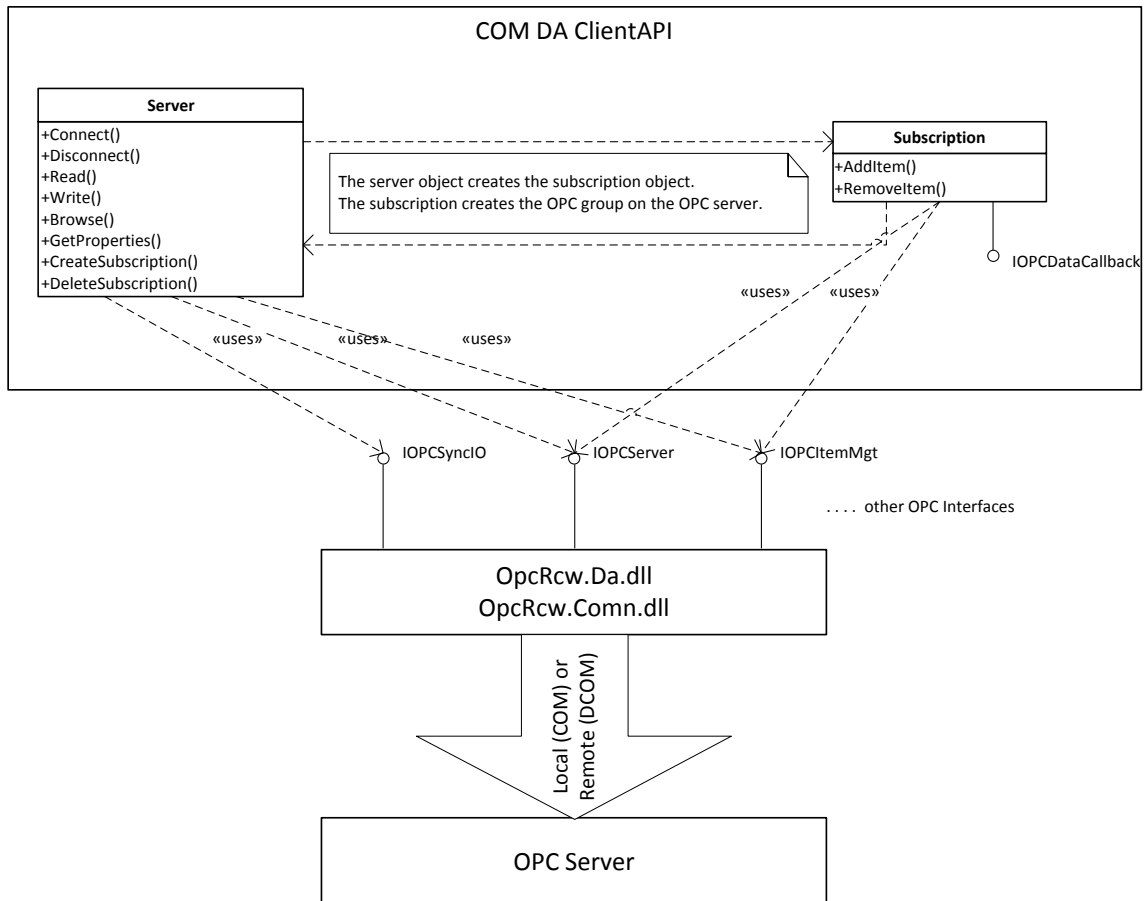 COM DA ClientAPI
Server
+Connect()
+Disconnect()
+Read()
+Write()
+Browse()
+GetProperties()
+CreateSubscription()
+DeleteSubscription()
The server object creates the subscription object.
The subscription creates the OPC group on the OPC server.
Subscription
+AddItem()
+RemoveItem()
IOPCDataCallback
«uses»
«uses»
«uses»
«uses»
«uses»
IOPCSyncIO
IOPCServer
IOPCItemMgt
. . . . other OPC Interfaces
OpcRcw.Da.dll
OpcRcw.Comn.dll
Local (COM) or
Remote (DCOM)
OPC Server